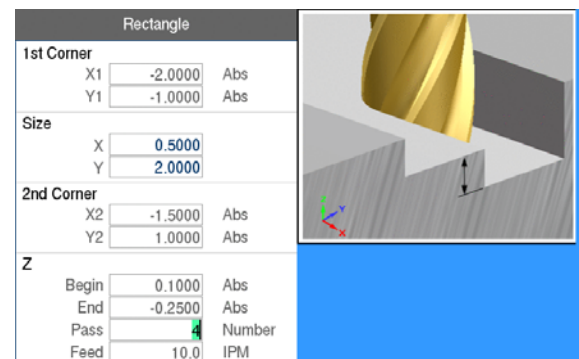 Rectangle
1st Corner
X1 -2.0000 Abs
Y1 -1.0000 Abs
Size
X 0.5000
Y 2.0000
2nd Corner
X2 -1.5000 Abs
Y2 1.0000 Abs
Z
Begin 0.1000 Abs
End -0.2500 Abs
Pass 4 Number
Feed 10.0 IPM
Y
X